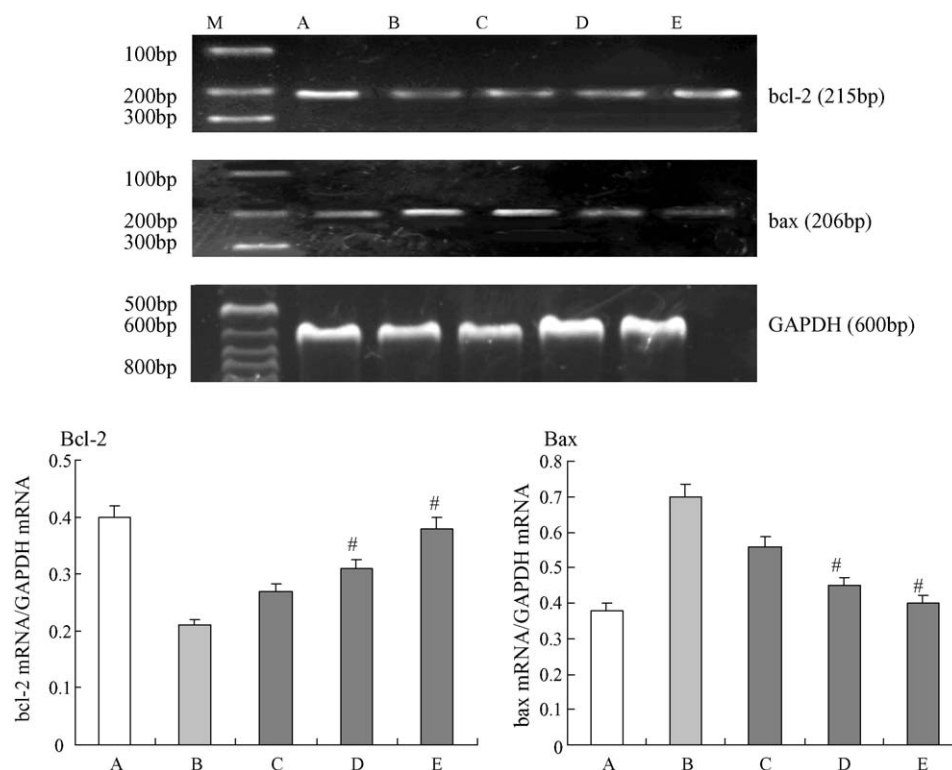 M A B C D E
100bp
200bp
300bp
bcl-2 (215bp)
100bp
200bp
300bp
bax (206bp)
500bp
600bp
800bp
GAPDH (600bp)
Bcl-2
bcl-2 mRNA/GAPDH mRNA
0.5
0.4
0.3
0.2
0.1
0
# #
A B C D E
Bax
bax mRNA/GAPDH mRNA
0.8
0.7
0.6
0.5
0.4
0.3
0.2
0.1
0
# #
A B C D E